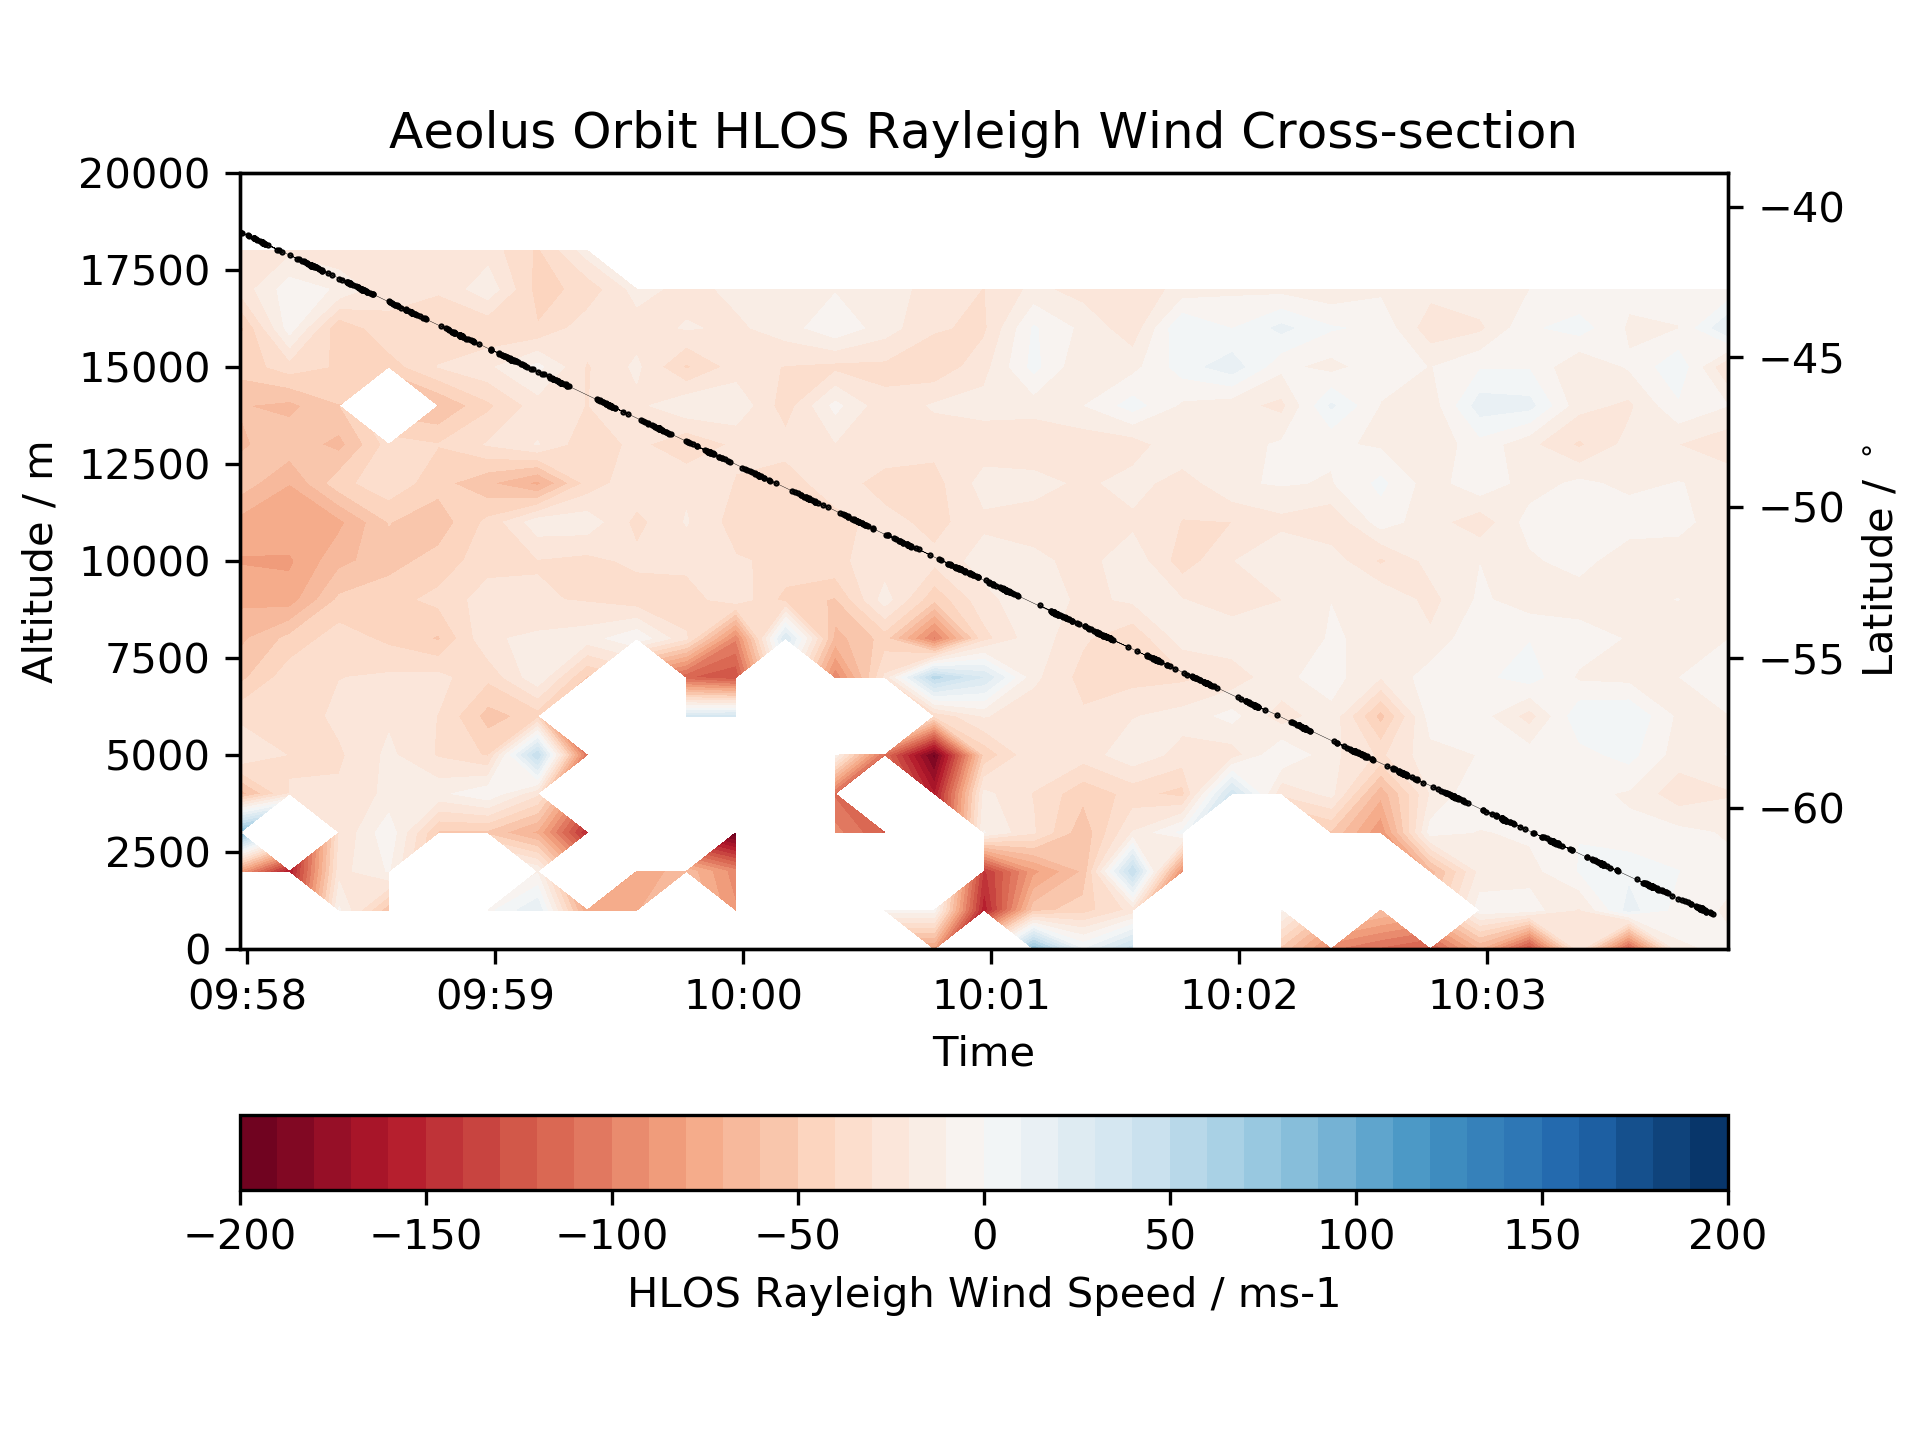 Aeolus Orbit HLOS Rayleigh Wind Cross-section
20000
17500
15000
12500
10000
7500
5000
2500
0
Altitude / m
−40
−45
−50
−55
−60
Latitude / °
09:58 09:59 10:00 10:01 10:02 10:03
Time
−200 −150 −100 −50 0 50 100 150 200
HLOS Rayleigh Wind Speed / ms-1